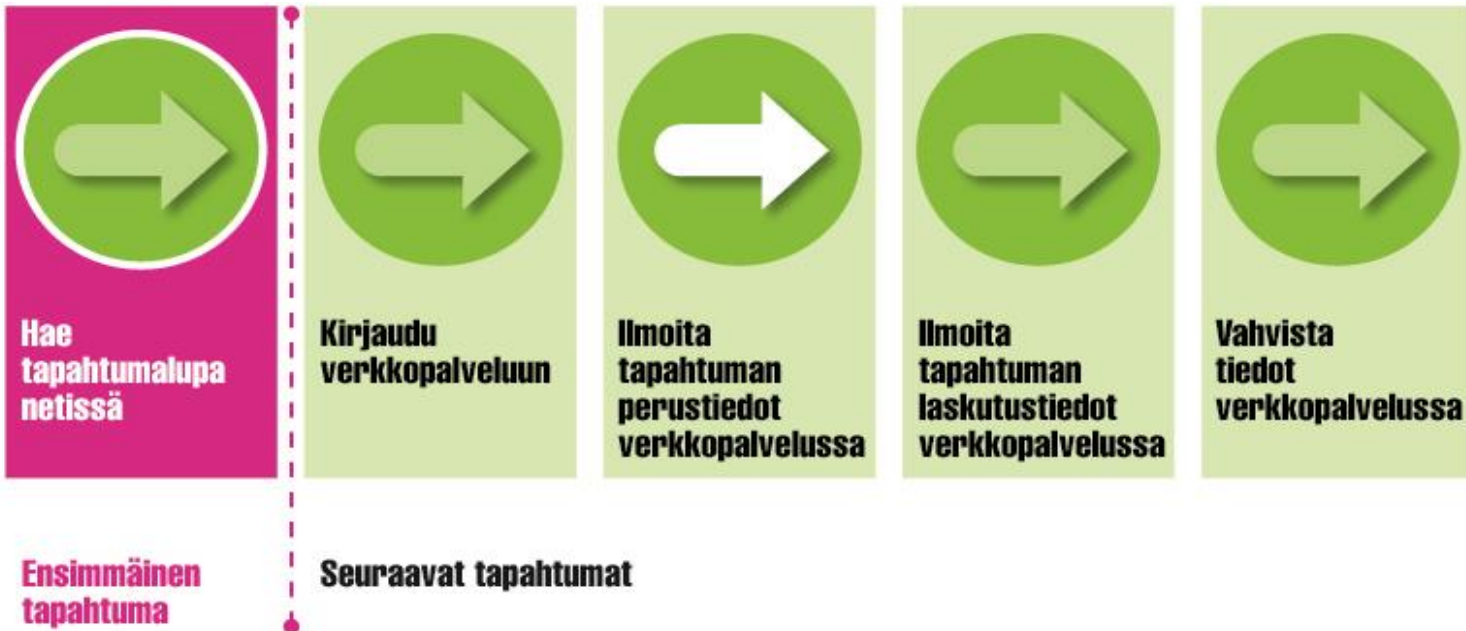 Hae
tapahtumalupa
netissä
Kirjaudu
verkkopalveluun
Ilmoita
tapahtuman
perustiedot
verkkopalvelussa
Ilmoita
tapahtuman
laskutustiedot
verkkopalvelussa
Vahvista
tiedot
verkkopalvelussa
Ensimmäinen
tapahtuma
Seuraavat tapahtumat